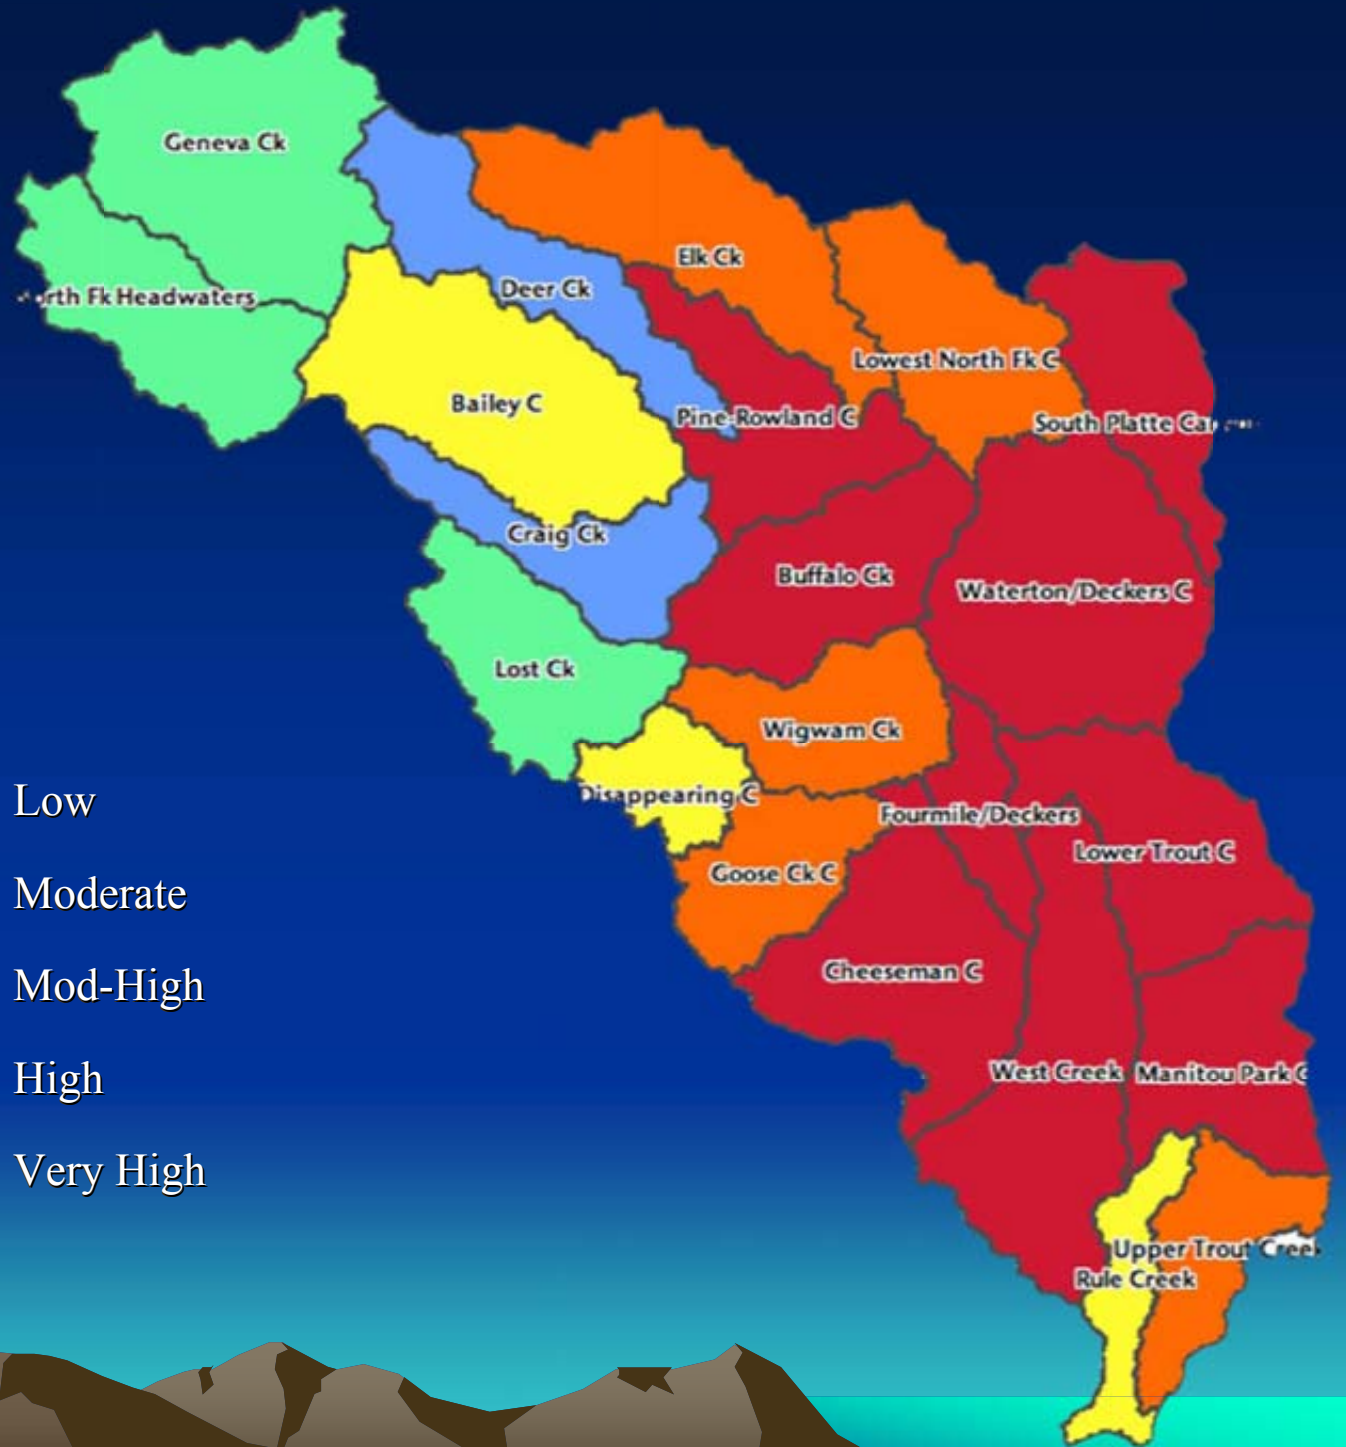 Geneva Ck
Elk Ck
Deer Ck
rth Fk Headwaters
Lowest North Fk C
Bailey C
Pine-Rowland C
South Platte Ca
Craig Ck
Buffalo Ck
Waterton/Deckers C
Lost Ck
Wigwam Ck
Disappearing C
Low
Fourmile/Deckers
Lower Trout C
Goose Ck C
Moderate
Cheeseman C
Mod-High
West Creek
Manitou Park C
High
Very High
Upper Trout Creek
Rule Creek